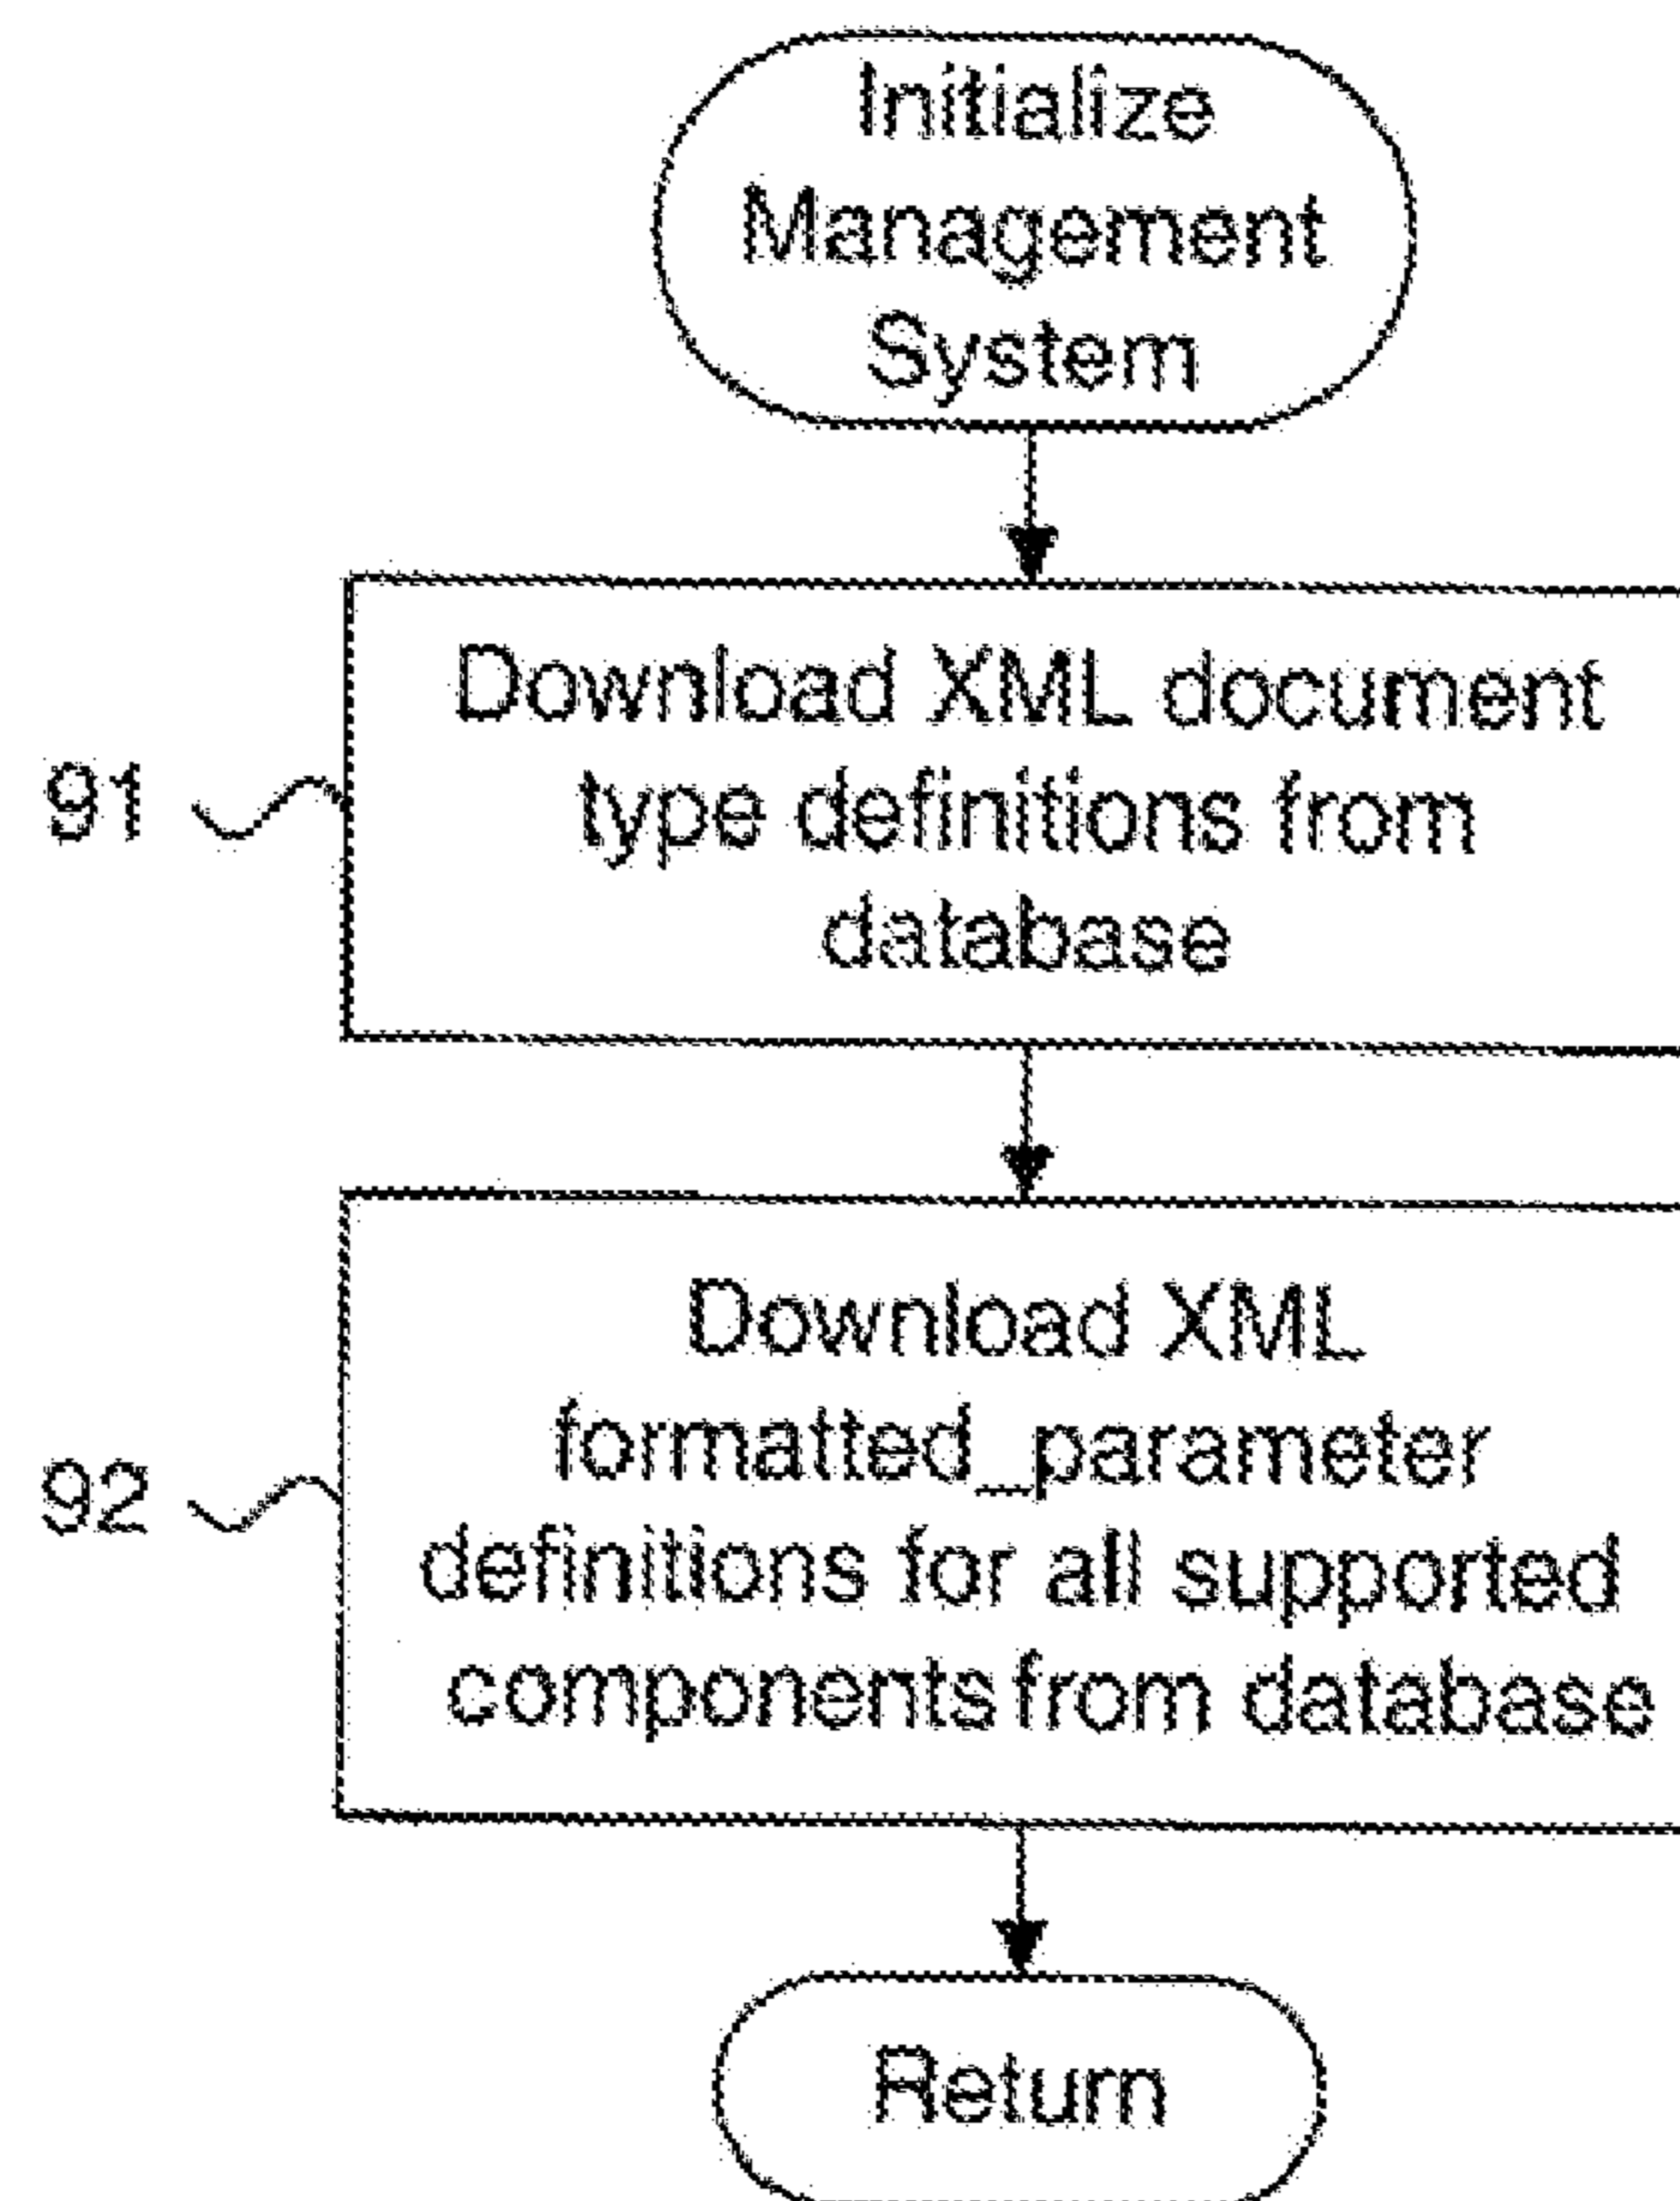 Initialize
Management
System
Download XML document
type definitions from
database
91
Download XML
formatted_parameter
definitions for all supported
components from database
92
Return